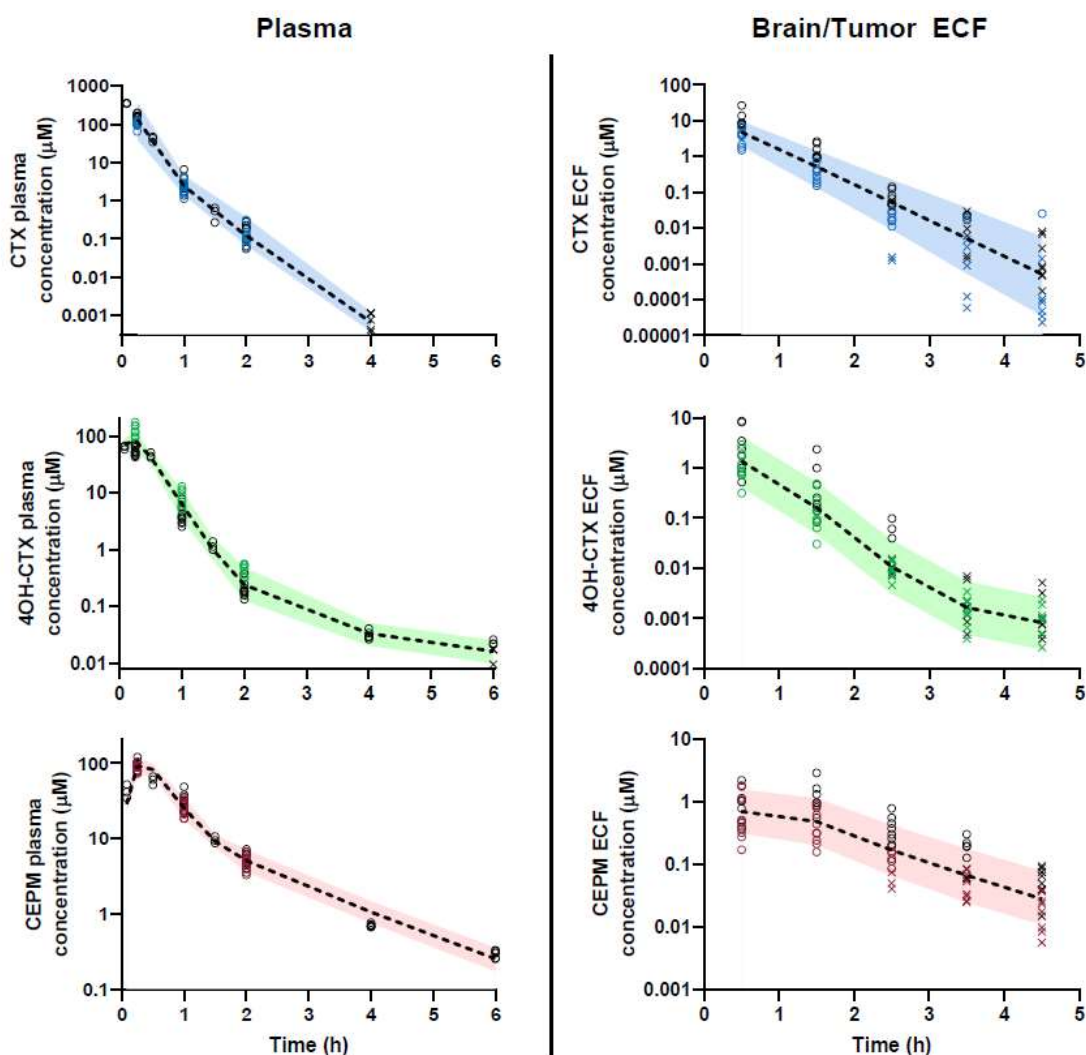 Plasma
Brain/Tumor ECF
CTX plasma
concentration (µM)
1000
100
10
1
0.1
0.01
0.001
0 1 2 3 4 5 6
CTX ECF
concentration (µM)
100
10
1
0.1
0.01
0.001
0.0001
0.00001
0 1 2 3 4 5
4OH-CTX plasma
concentration (µM)
100
10
1
0.1
0.01
0 1 2 3 4 5 6
4OH-CTX ECF
concentration (µM)
10
1
0.1
0.01
0.001
0.0001
0 1 2 3 4 5
CEPM plasma
concentration (µM)
100
10
1
0.1
0 1 2 3 4 5 6
Time (h)
CEPM ECF
concentration (µM)
10
1
0.1
0.01
0.001
0 1 2 3 4 5
Time (h)